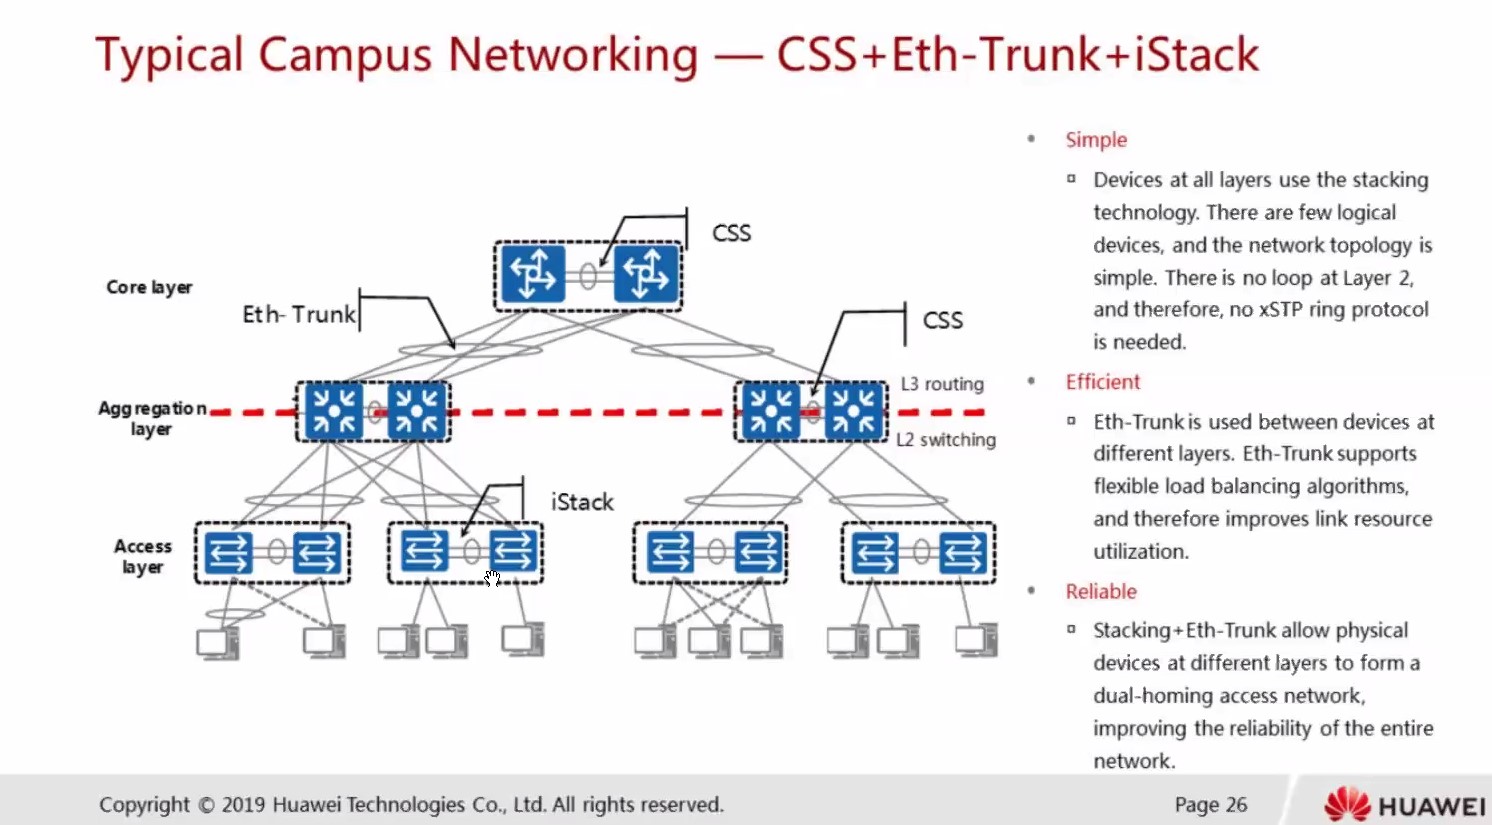 Typical Campus Networking — CSS+Eth-Trunk+iStack
Core layer
Eth- Trunk
CSS
CSS
Aggregation
layer
L3 routing
L2 switching
iStack
Access
layer
Simple
Devices at all layers use the stacking
technology. There are few logical
devices, and the network topology is
simple. There is no loop at Layer 2,
and therefore, no xSTP ring protocol
is needed.
Efficient
Eth-Trunk is used between devices at
different layers. Eth-Trunk supports
flexible load balancing algorithms,
and therefore improves link resource
utilization.
Reliable
Stacking+Eth-Trunk allow physical
devices at different layers to form a
dual-homing access network,
improving the reliability of the entire
network.
Copyright © 2019 Huawei Technologies Co., Ltd. All rights reserved.
Page 26
HUAWEI